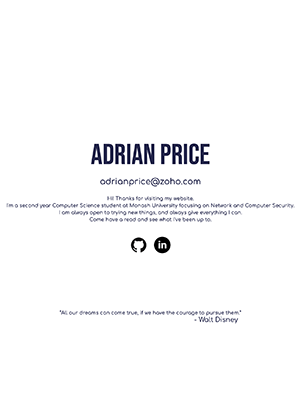 ADRIAN PRICE
adrianprice@zoho.com
Hi! Thanks for visiting my website.
I'm a second year Computer Science student at Monash University focusing on Network and Computer Security.
I am always open to trying new things, and always give everything I can.
Come have a read and see what I've been up to.
in
"All our dreams can come true, if we have the courage to pursue them."
- Walt Disney